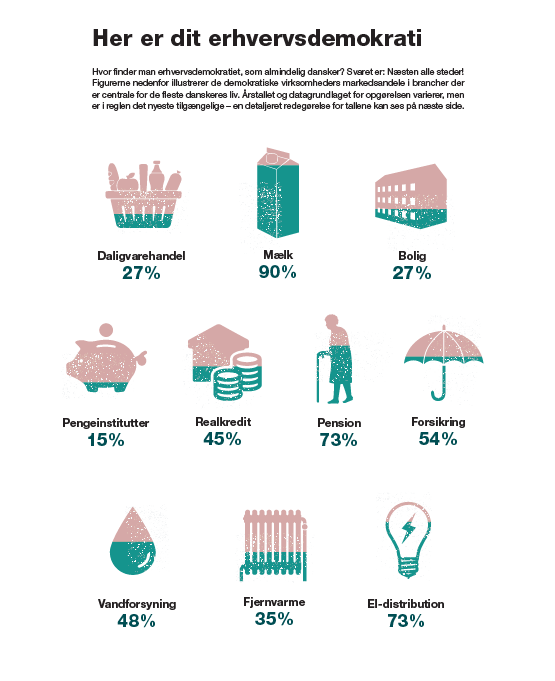 Her er dit erhvervsdemokrati
Hvor finder man erhvervsdemokratiet, som almindelig dansker? Svaret er: Næsten alle steder!
Figurerne nedenfor illustrerer de demokratiske virksomheders markedsandele i brancher der
er centrale for de fleste danskeres liv. Årstallet og datagrundlaget for opgørelsen varierer, men
er i reglen det nyeste tilgængelige – en detaljeret redegørelse for tallene kan ses på næste side.
Daligvarehandel
27%
Mælk
90%
Bolig
27%
Pengeinstitutter
15%
Realkredit
45%
Pension
73%
Forsikring
54%
Vandforsyning
48%
Fjernvarme
35%
El-distribution
73%